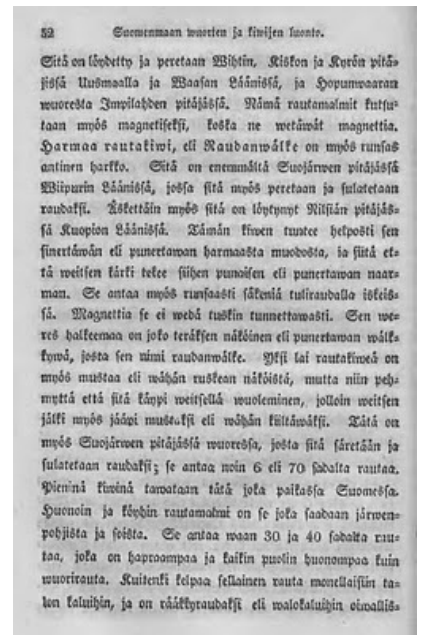 52 Suomenmaan wuorten ja kiwijen luonto.
Sitä on löydetty ja peretaan Wihtin, Kiskon ja Kyrön pitä-
jissä Uusmaalla ja Waasan Läänissä, ja Hopunwaaran
wuoresta Impilahden pitäjässä. Nämä rautamalmit kutsu-
taan myös magnetiseksi, koska ne wetäwät magnettia.
Harmaa rautakiwi, eli Raudanwälke on myös runsas
antinen harkko. Sitä on enemmältä Suojärwen pitäjässä
Wiipurin Läänissä, jossa sitä myös peretaan ja sulatetaan
raudaksi. Äskettäin myös sitä on löytynyt Nilsiän pitäjäs-
sä Kuopion Läänissä. Tämän kiwen tuntee helposti sen
sinertäwän eli punertawan harmaasta muodosta, ja siitä et-
tä weitsen kärki tekee siihen punaisen eli punertawan naar-
man. Se antaa myös runsaasti säkeniä tuliraudalla iskeis-
sä. Magnettia se ei wedä tuskin tunnettawasti. Sen we-
res halkeemaa on joko teräksen näköinen eli punertawan wälk-
kywä, josta sen nimi raudanwälke. Yksi lai rautakiweä on
myös mustaa eli wähän ruskean näköistä, mutta niin peh-
myttä että sitä käypi weitsellä wuoleminen, jolloin weitsen
jälki myös jääpi mustaksi eli wähän kiiltäwäksi. Tätä on
myös Suojärwen pitäjässä wuoressa, josta sitä säretään ja
sulatetaan raudaksi; se antaa noin 6 eli 70 sadalta rautaa.
Pieninä kiwinä tawataan tätä joka paikassa Suomessa.
Huonoin ja köyhin rautamalmi on se joka saadaan järwen-
pohjista ja soista. Se antaa waan 30 ja 40 sadalta rau-
taa, joka on hapraampaa ja kaikin puolin huonompaa kuin
wuorirauta. Kuitenki kelpaa sellainen rauta monellaisiin ta-
lon kaluihin, ja on rääkkyraudaksi eli walokaluihin oiwallis-